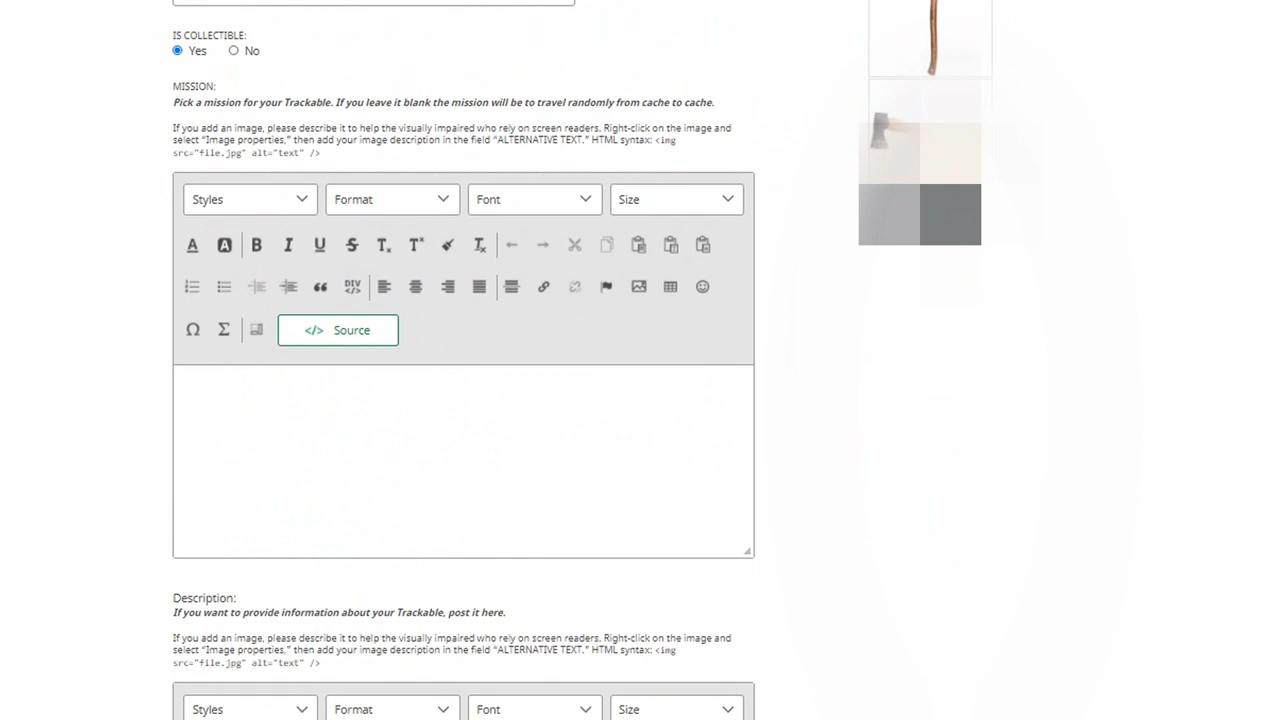 IS COLLECTIBLE:
Yes No
MISSION:
Pick a mission for your Trackable. If you leave it blank the mission will be to travel randomly from cache to cache.
If you add an image, please describe it to help the visually impaired who rely on screen readers. Right-click on the image and
select “Image properties,” then add your image description in the field “ALTERNATIVE TEXT.” HTML syntax: <img
src="file.jpg" alt="text" />
Styles Format Font Size
DIV
Source
Description:
If you want to provide information about your Trackable, post it here.
If you add an image, please describe it to help the visually impaired who rely on screen readers. Right-click on the image and
select “Image properties,” then add your image description in the field “ALTERNATIVE TEXT.” HTML syntax: <img
src="file.jpg" alt="text" />
Styles Format Font Size